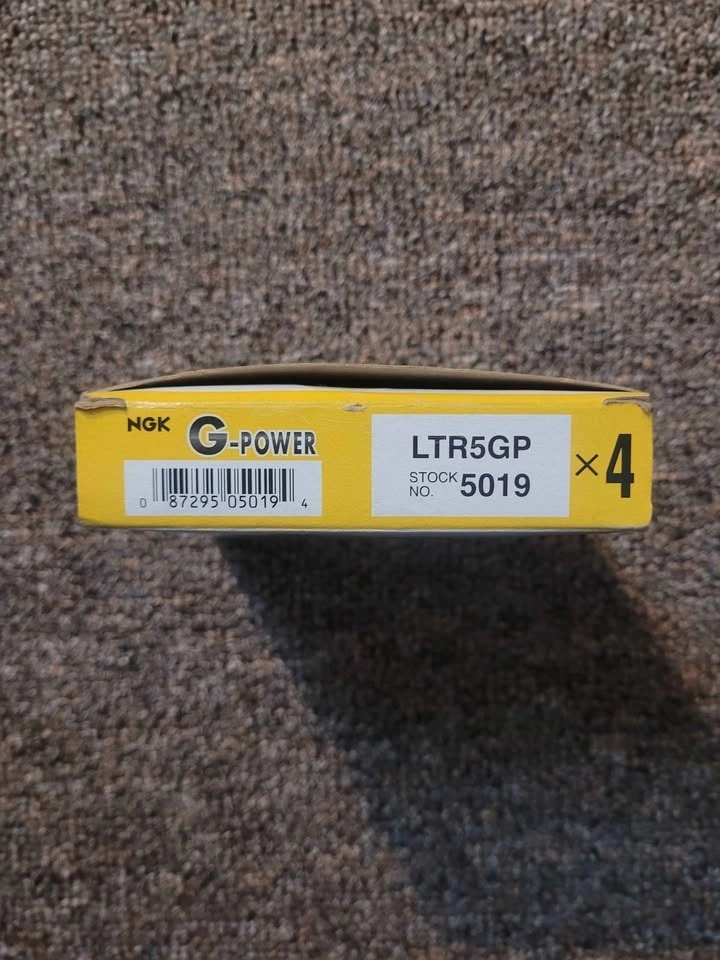 NGK G-POWER
0 87295 05019 4
LTR5GP
STOCK NO. 5019
×4